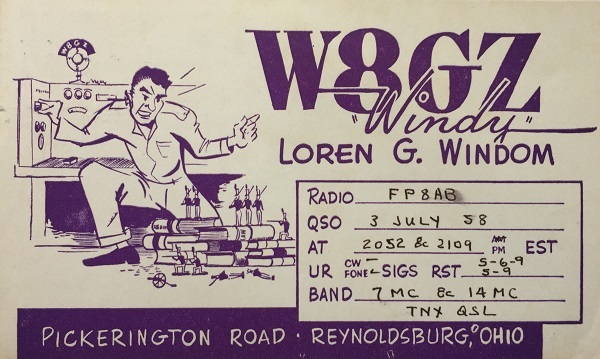 W8GZ
W8GZ
"Windy"
LOREN G. WINDOM
RADIO FP8AB
QSO 3 JULY 58
AT 2052 & 2109 AM PM EST
UR CW FONE SIGS RST 5-6-9 5-9
BAND 7 MC & 14 MC
TNX QSL
PICKERINGTON ROAD · REYNOLDSBURG, OHIO